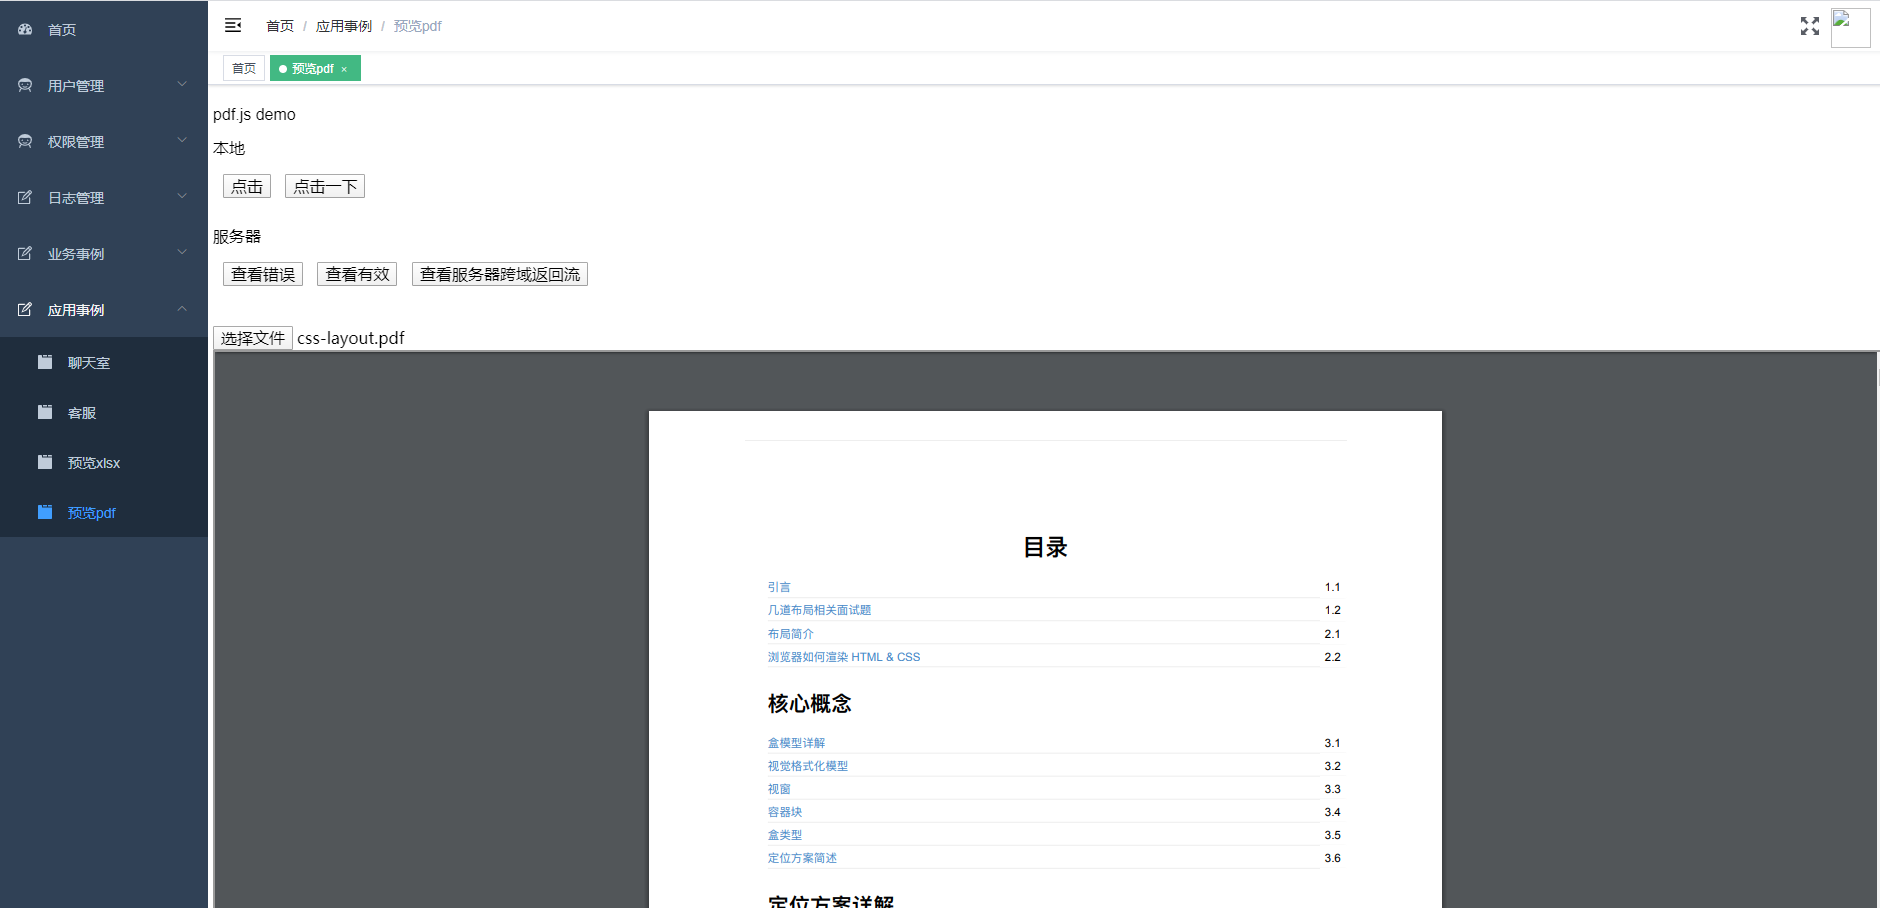 首页
用户管理
权限管理
日志管理
业务事例
应用事例
聊天室
客服
预览xlsx
预览pdf
首页 / 应用事例 / 预览pdf
首页 预览pdf ×
pdf.js demo
本地
点击 点击一下
服务器
查看错误 查看有效 查看服务器跨域返回流
选择文件 css-layout.pdf
目录
引言 1.1
几道布局相关面试题 1.2
布局简介 2.1
浏览器如何渲染 HTML & CSS 2.2
核心概念
盒模型详解 3.1
视觉格式化模型 3.2
视窗 3.3
容器块 3.4
盒类型 3.5
定位方案简述 3.6
定位方案详解